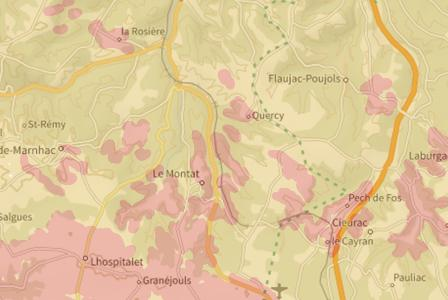 la Rosière
Flaujac-Poujols
Quercy
St-Rémy
de-Marnhac
Laburga
Le Montat
Pech de Fos
Salgues
Cieurac
le Cayran
Lhospitalet
Granéjouls
Pauliac